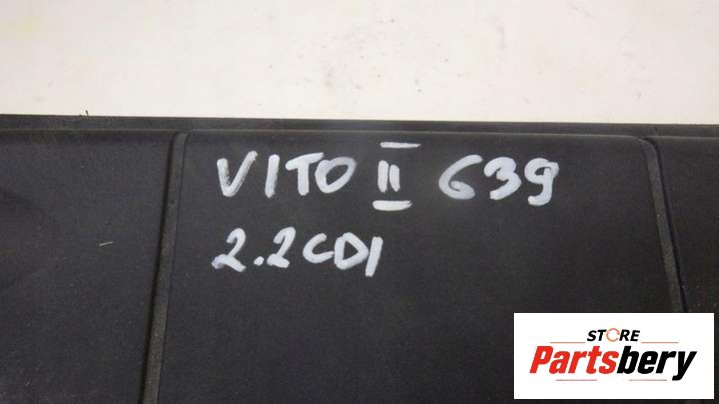 VITO II 639
2.2CDI
STORE
Partsbery